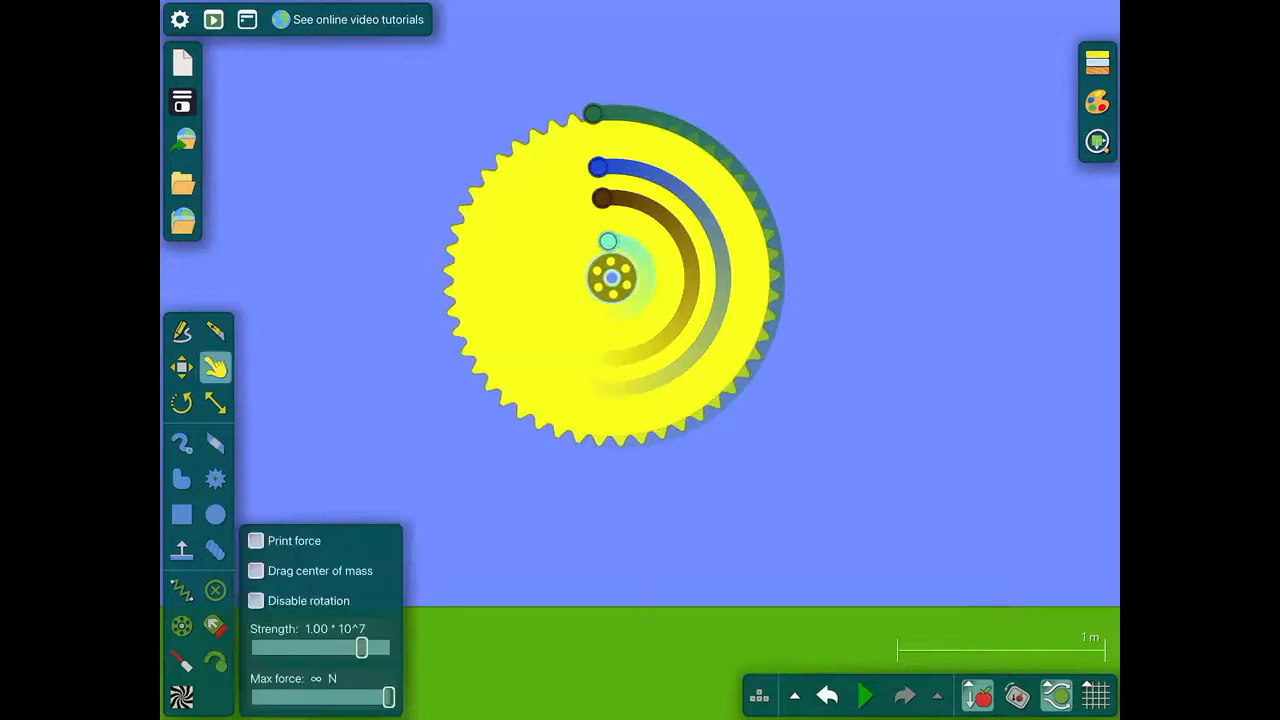 See online video tutorials
Print force
Drag center of mass
Disable rotation
Strength: 1.00 * 10^7
Max force: ∞ N
1 m